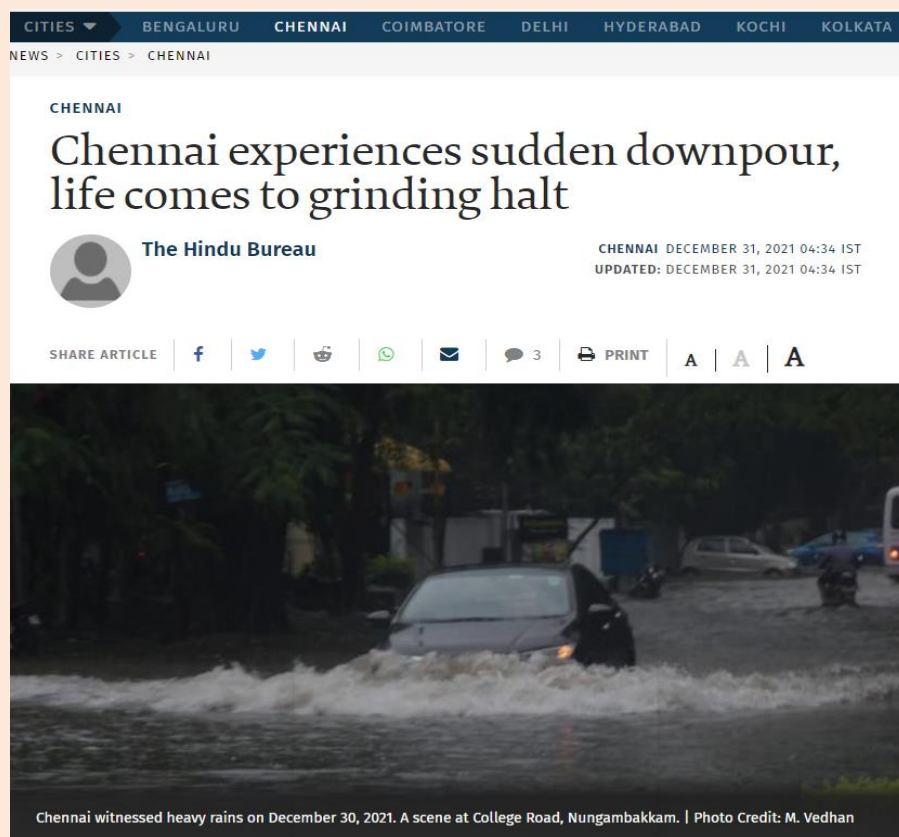 CITIES BENGALURU CHENNAI COIMBATORE DELHI HYDERABAD KOCHI KOLKATA
NEWS > CITIES > CHENNAI
CHENNAI
Chennai experiences sudden downpour,
life comes to grinding halt
The Hindu Bureau
CHENNAI DECEMBER 31, 2021 04:34 IST
UPDATED: DECEMBER 31, 2021 04:34 IST
SHARE ARTICLE 3 PRINT A A A
Chennai witnessed heavy rains on December 30, 2021. A scene at College Road, Nungambakkam. | Photo Credit: M. Vedhan